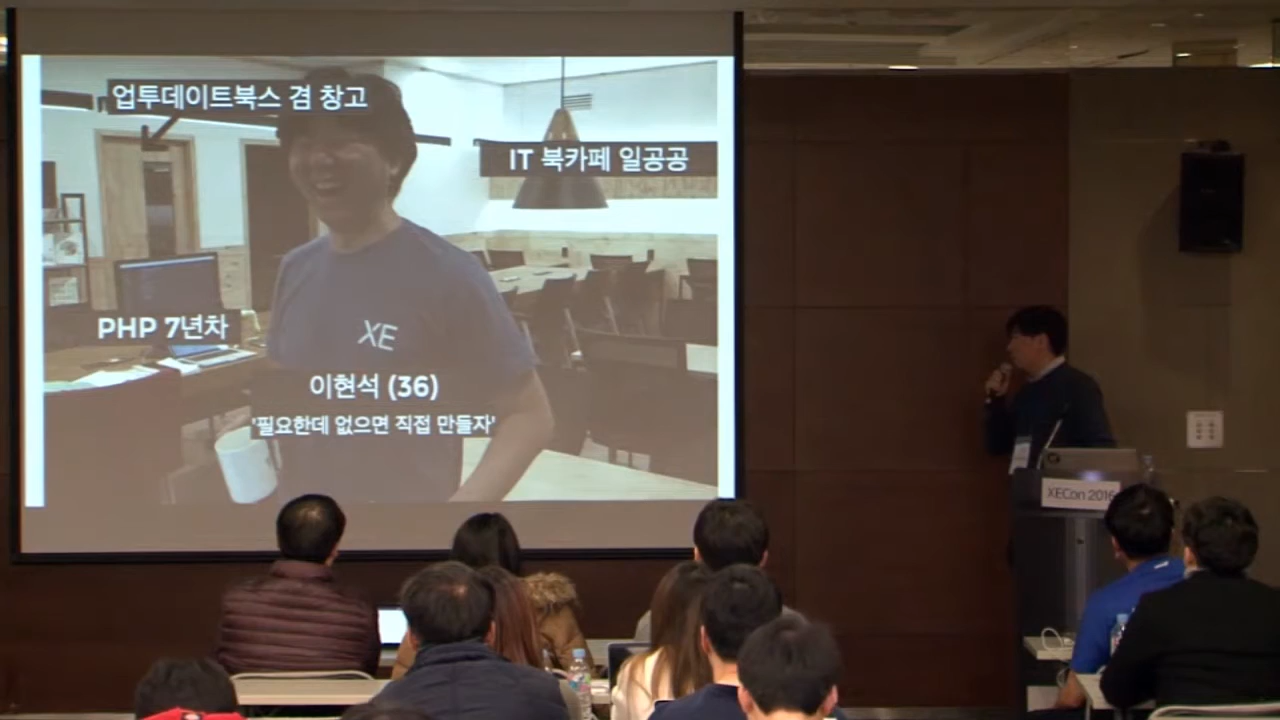 업투데이트북스 겸 창고
IT 북카페 일공공
PHP 7년차
XE
이현석 (36)
'필요한데 없으면 직접 만들자'
XECon 2016